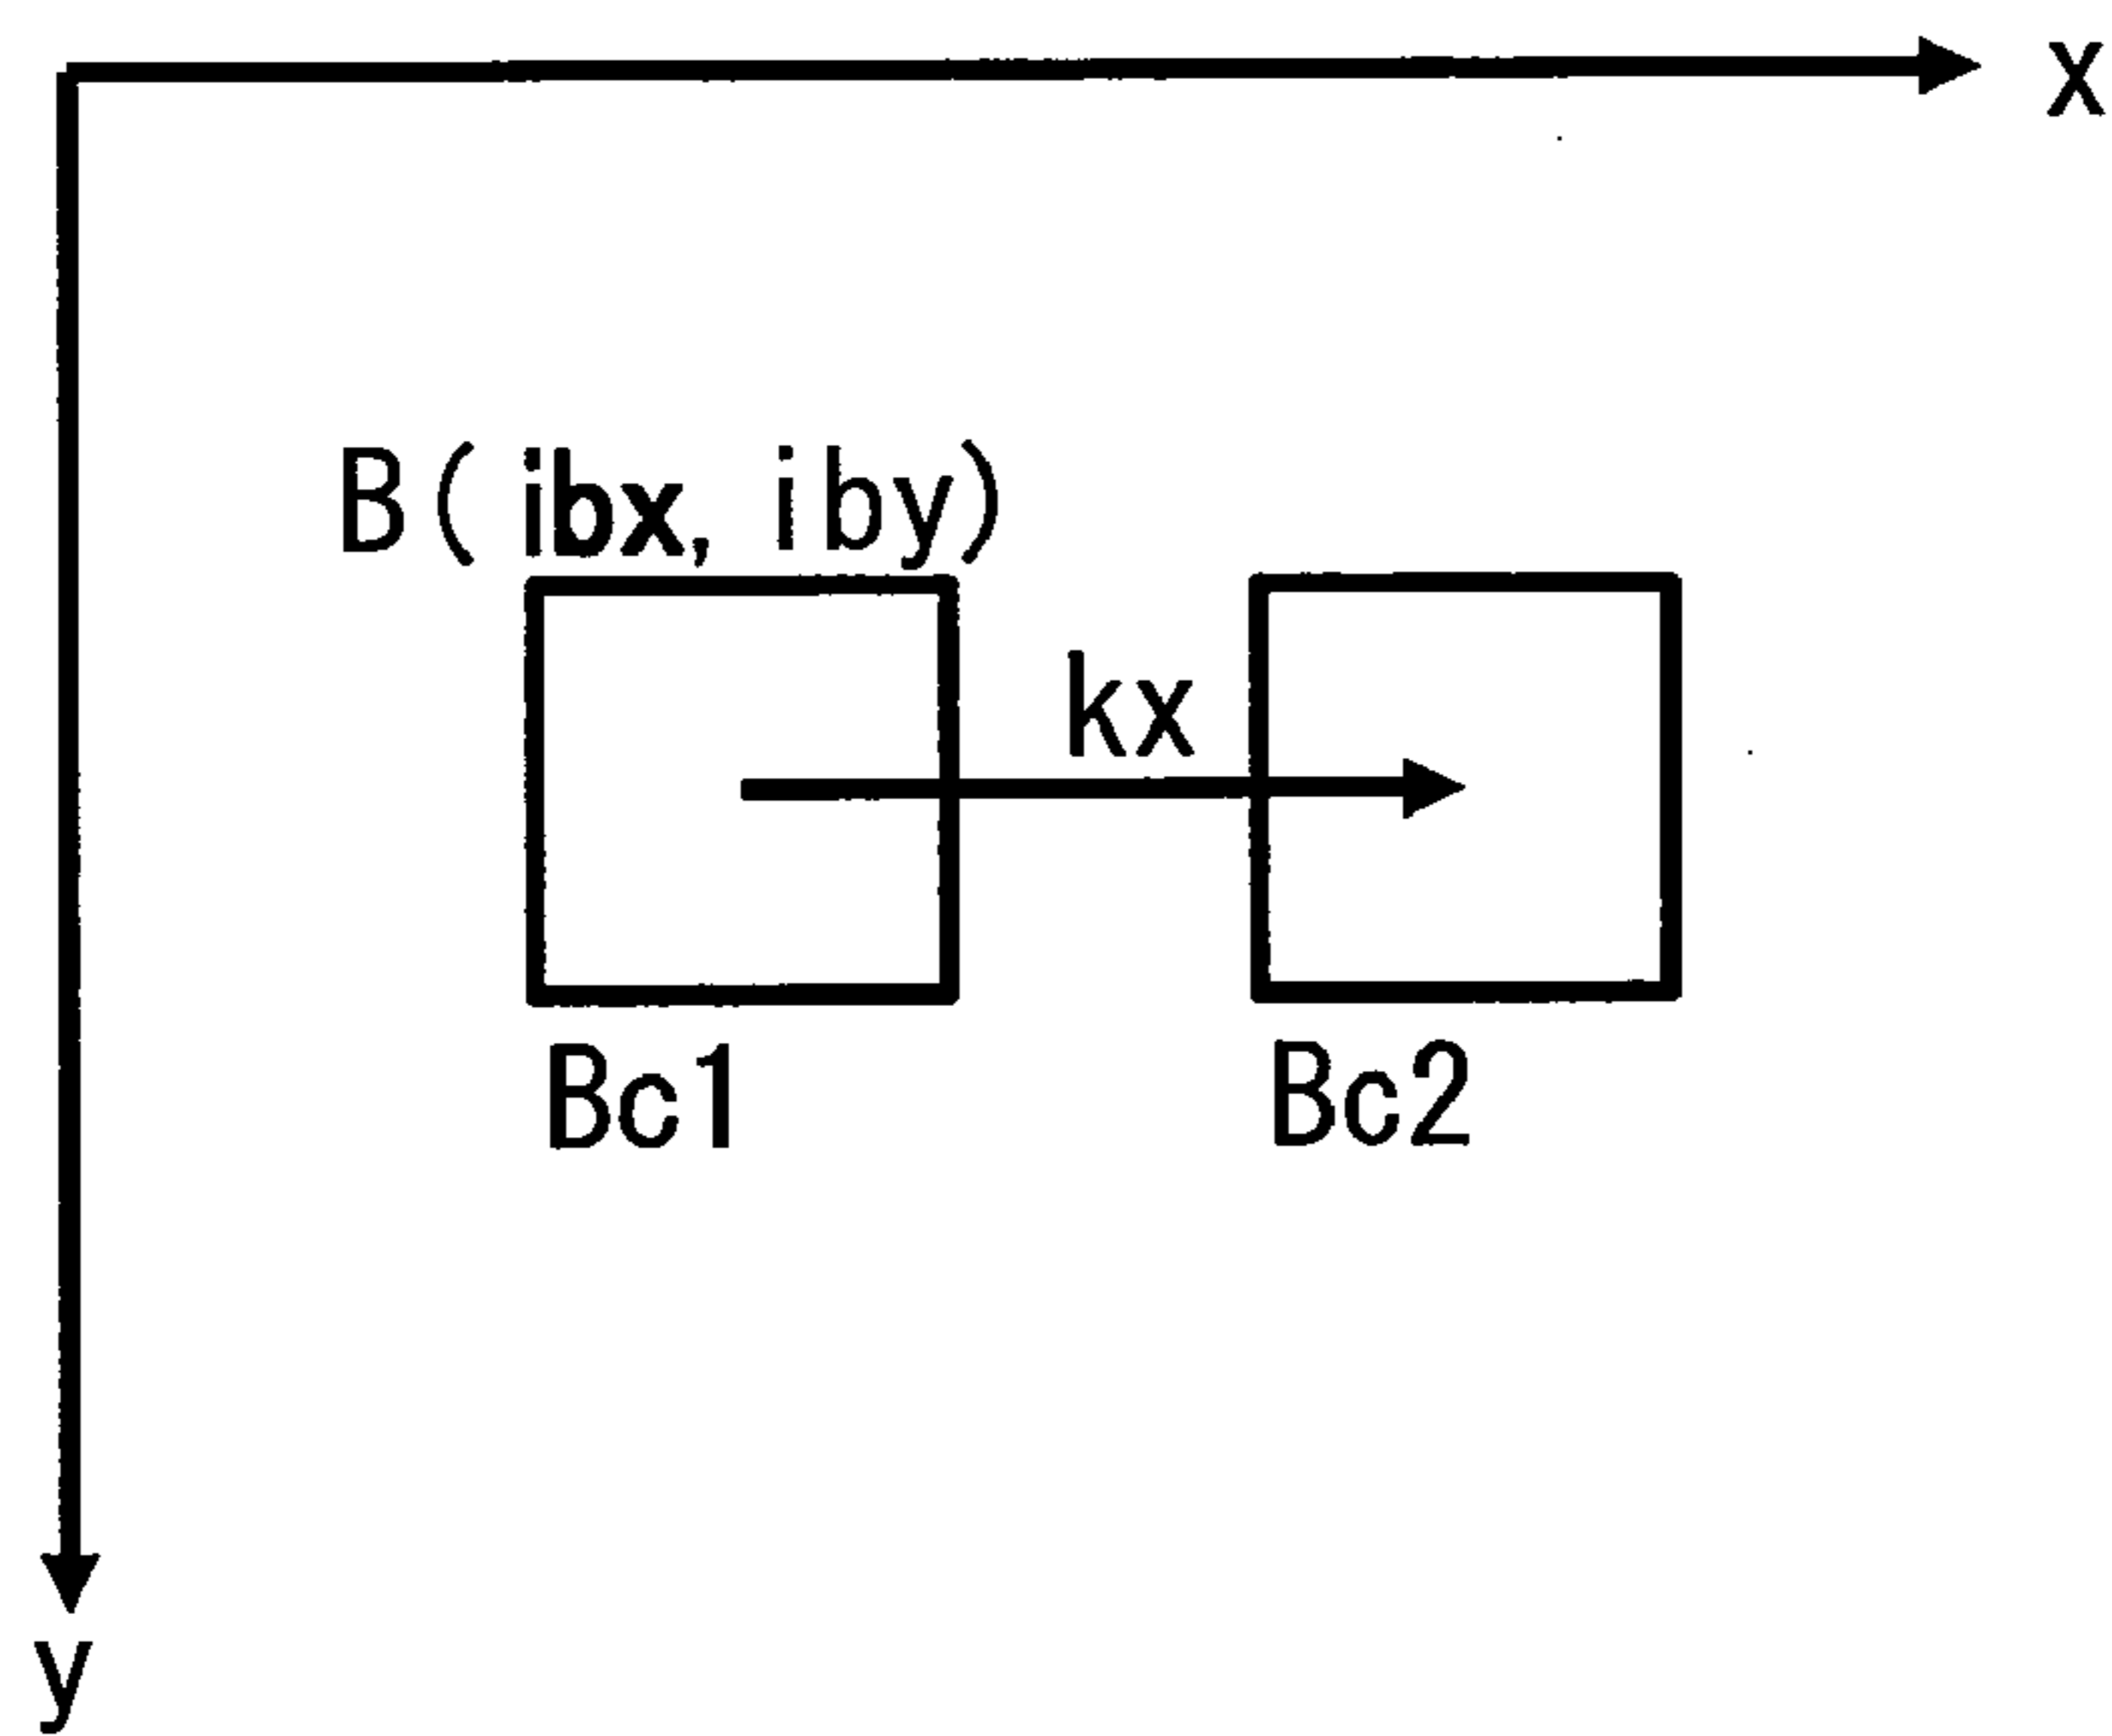 x
B(ibx, iby)
kx
Bc1
Bc2
y